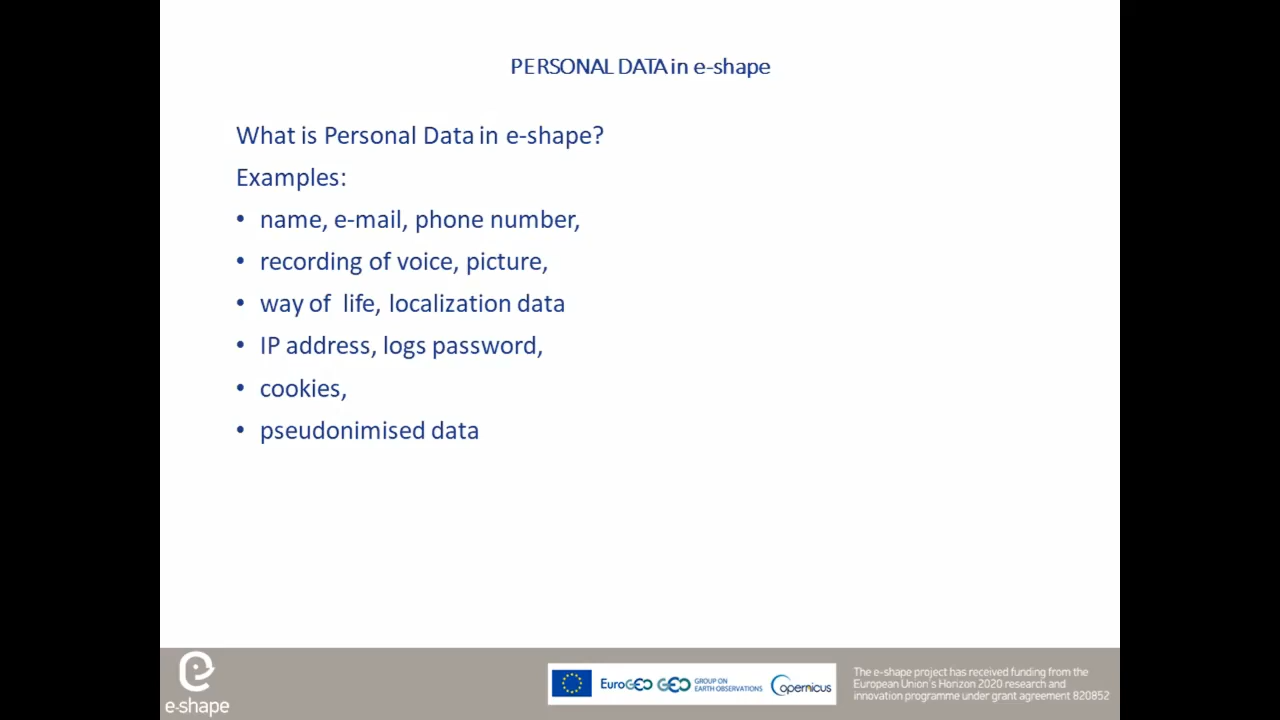 PERSONAL DATA in e-shape
What is Personal Data in e-shape?
Examples:
• name, e-mail, phone number,
• recording of voice, picture,
• way of life, localization data
• IP address, logs password,
• cookies,
• pseudonimised data
e-shape
EuroGEO GEO GROUP ON
EARTH OBSERVATIONS
Copernicus
The e-shape project has received funding from the
European Union's Horizon 2020 research and
innovation programme under grant agreement 820852